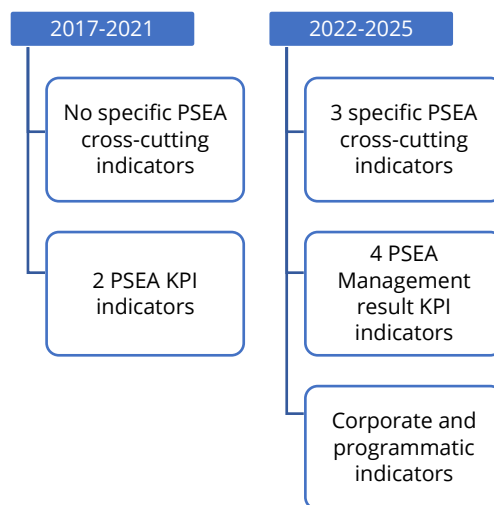 2017-2021
No specific PSEA
cross-cutting
indicators
2 PSEA KPI
indicators
2022-2025
3 specific PSEA
cross-cutting
indicators
4 PSEA
Management
result KPI
indicators
Corporate and
programmatic
indicators